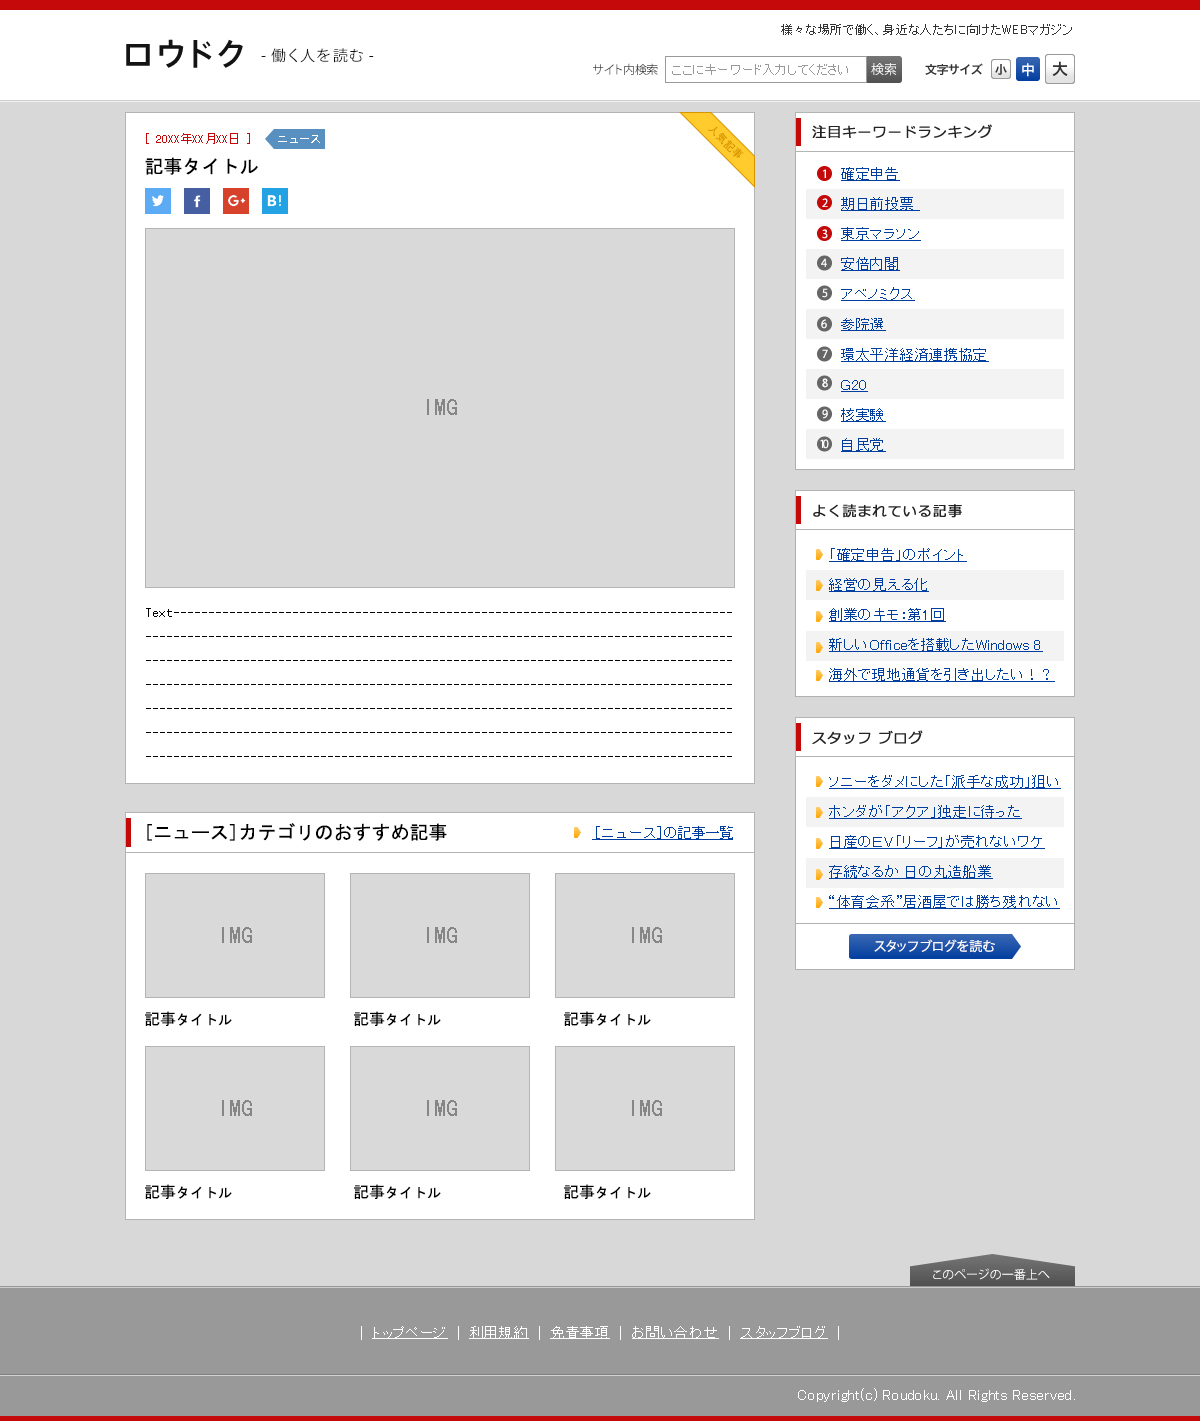 様々な場所で働く、身近な人たちに向けたWEBマガジン
ロウドク - 働く人を読む -
サイト内検索 ここにキーワード入力してください 検索 文字サイズ 小 中 大
[ 20XX年XX月XX日 ] ニュース
人気記事
記事タイトル
f G+ B!
IMG
Text------------------------------------------------------------------------------
------------------------------------------------------------------------------------
------------------------------------------------------------------------------------
------------------------------------------------------------------------------------
------------------------------------------------------------------------------------
------------------------------------------------------------------------------------
------------------------------------------------------------------------------------
[ニュース]カテゴリのおすすめ記事 [ニュース]の記事一覧
IMG IMG IMG
記事タイトル 記事タイトル 記事タイトル
IMG IMG IMG
記事タイトル 記事タイトル 記事タイトル
注目キーワードランキング
1 確定申告
2 期日前投票
3 東京マラソン
4 安倍内閣
5 アベノミクス
6 参院選
7 環太平洋経済連携協定
8 G20
9 核実験
10 自民党
よく読まれている記事
「確定申告」のポイント
経営の見える化
創業のキモ：第1回
新しいOfficeを搭載したWindows 8
海外で現地通貨を引き出したい！？
スタッフ ブログ
ソニーをダメにした「派手な成功」狙い
ホンダが「アクア」独走に待った
日産のEV「リーフ」が売れないワケ
存続なるか 日の丸造船業
“体育会系”居酒屋では勝ち残れない
スタッフブログを読む
このページの一番上へ
| トップページ | 利用規約 | 免責事項 | お問い合わせ | スタッフブログ |
Copyright(c) Roudoku. All Rights Reserved.